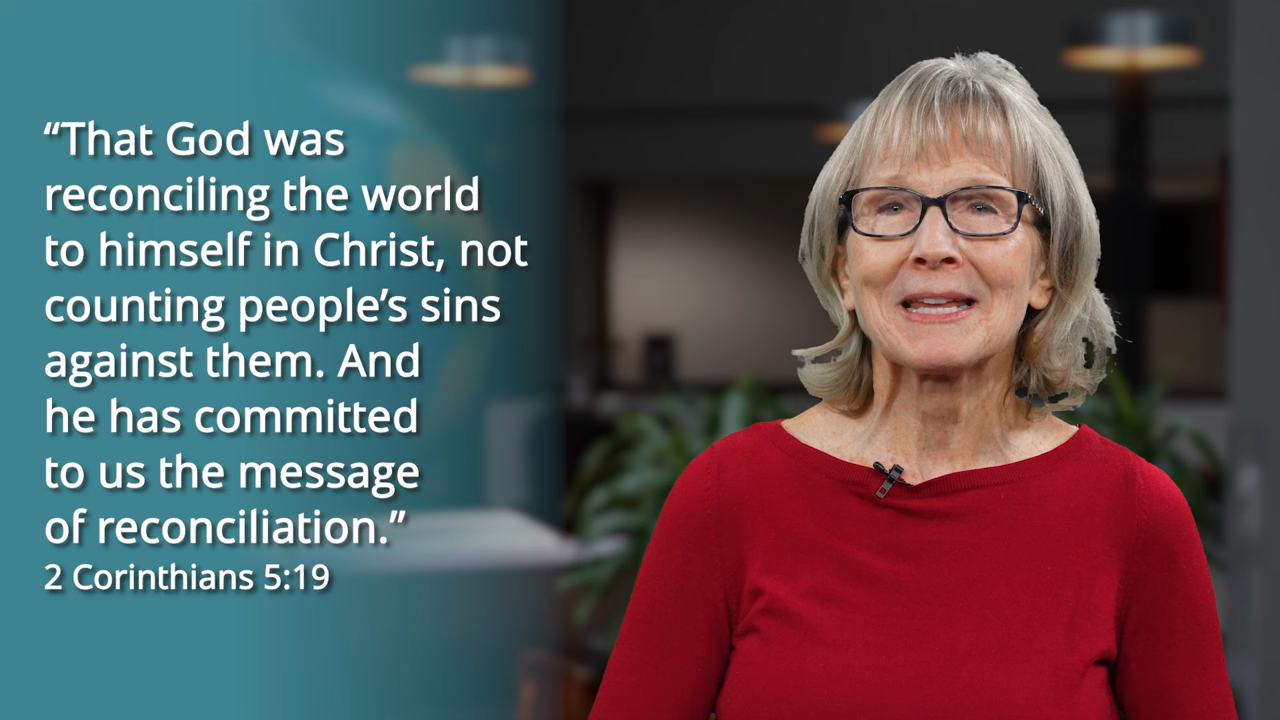 “That God was
reconciling the world
to himself in Christ, not
counting people’s sins
against them. And
he has committed
to us the message
of reconciliation.”
2 Corinthians 5:19